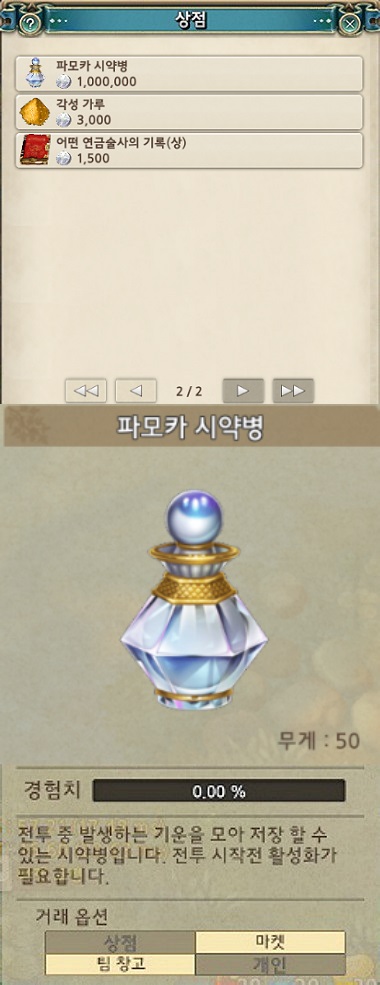 상점
파모카 시약병
1,000,000
각성 가루
3,000
어떤 연금술사의 기록(상)
1,500
2 / 2
파모카 시약병
무게 : 50
경험치
0.00 %
전투 중 발생하는 기운을 모아 저장 할 수
있는 시약병입니다. 전투 시작전 활성화가
필요합니다.
거래 옵션
상점 마켓
팀 창고 개인